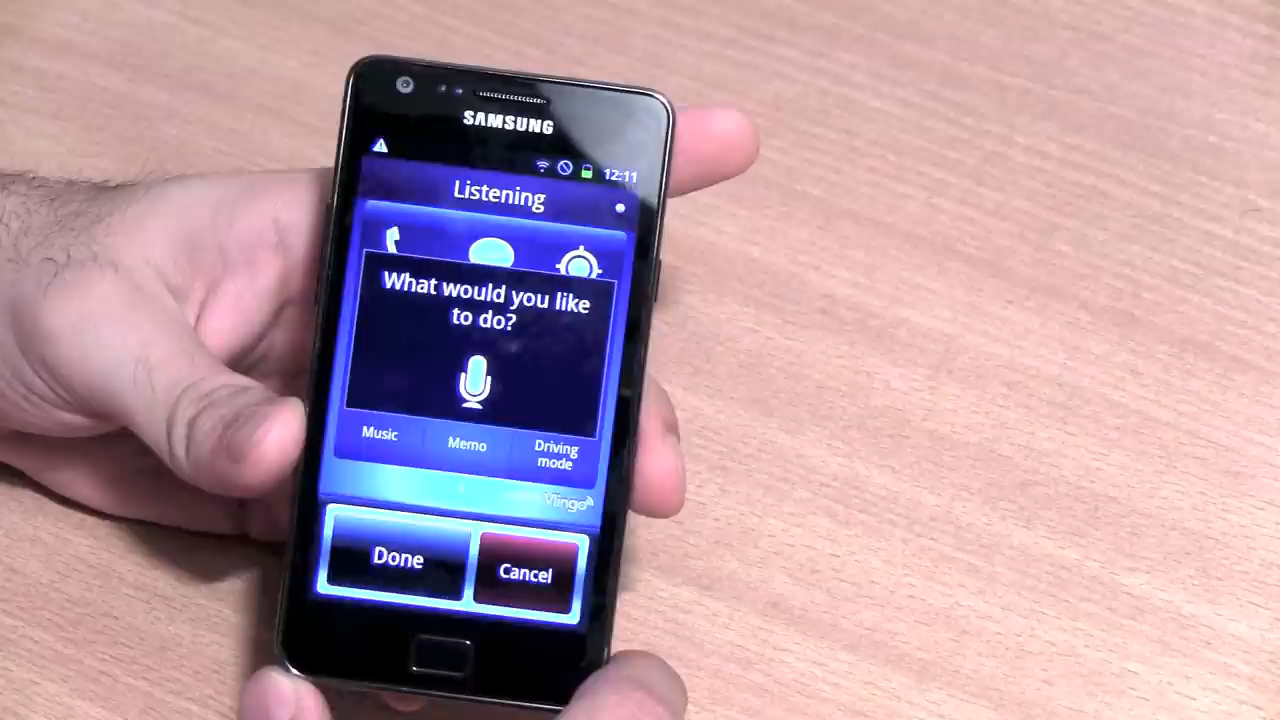 SAMSUNG
12:11
Listening
What would you like
to do?
Music
Memo
Driving
mode
Vlingo
Done
Cancel